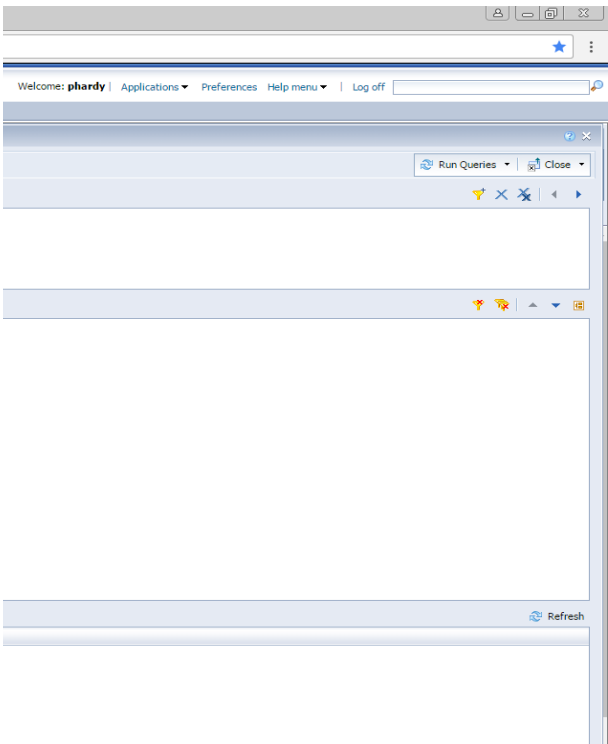 Welcome: phardy | Applications Preferences Help menu | Log off
Run Queries Close
Refresh